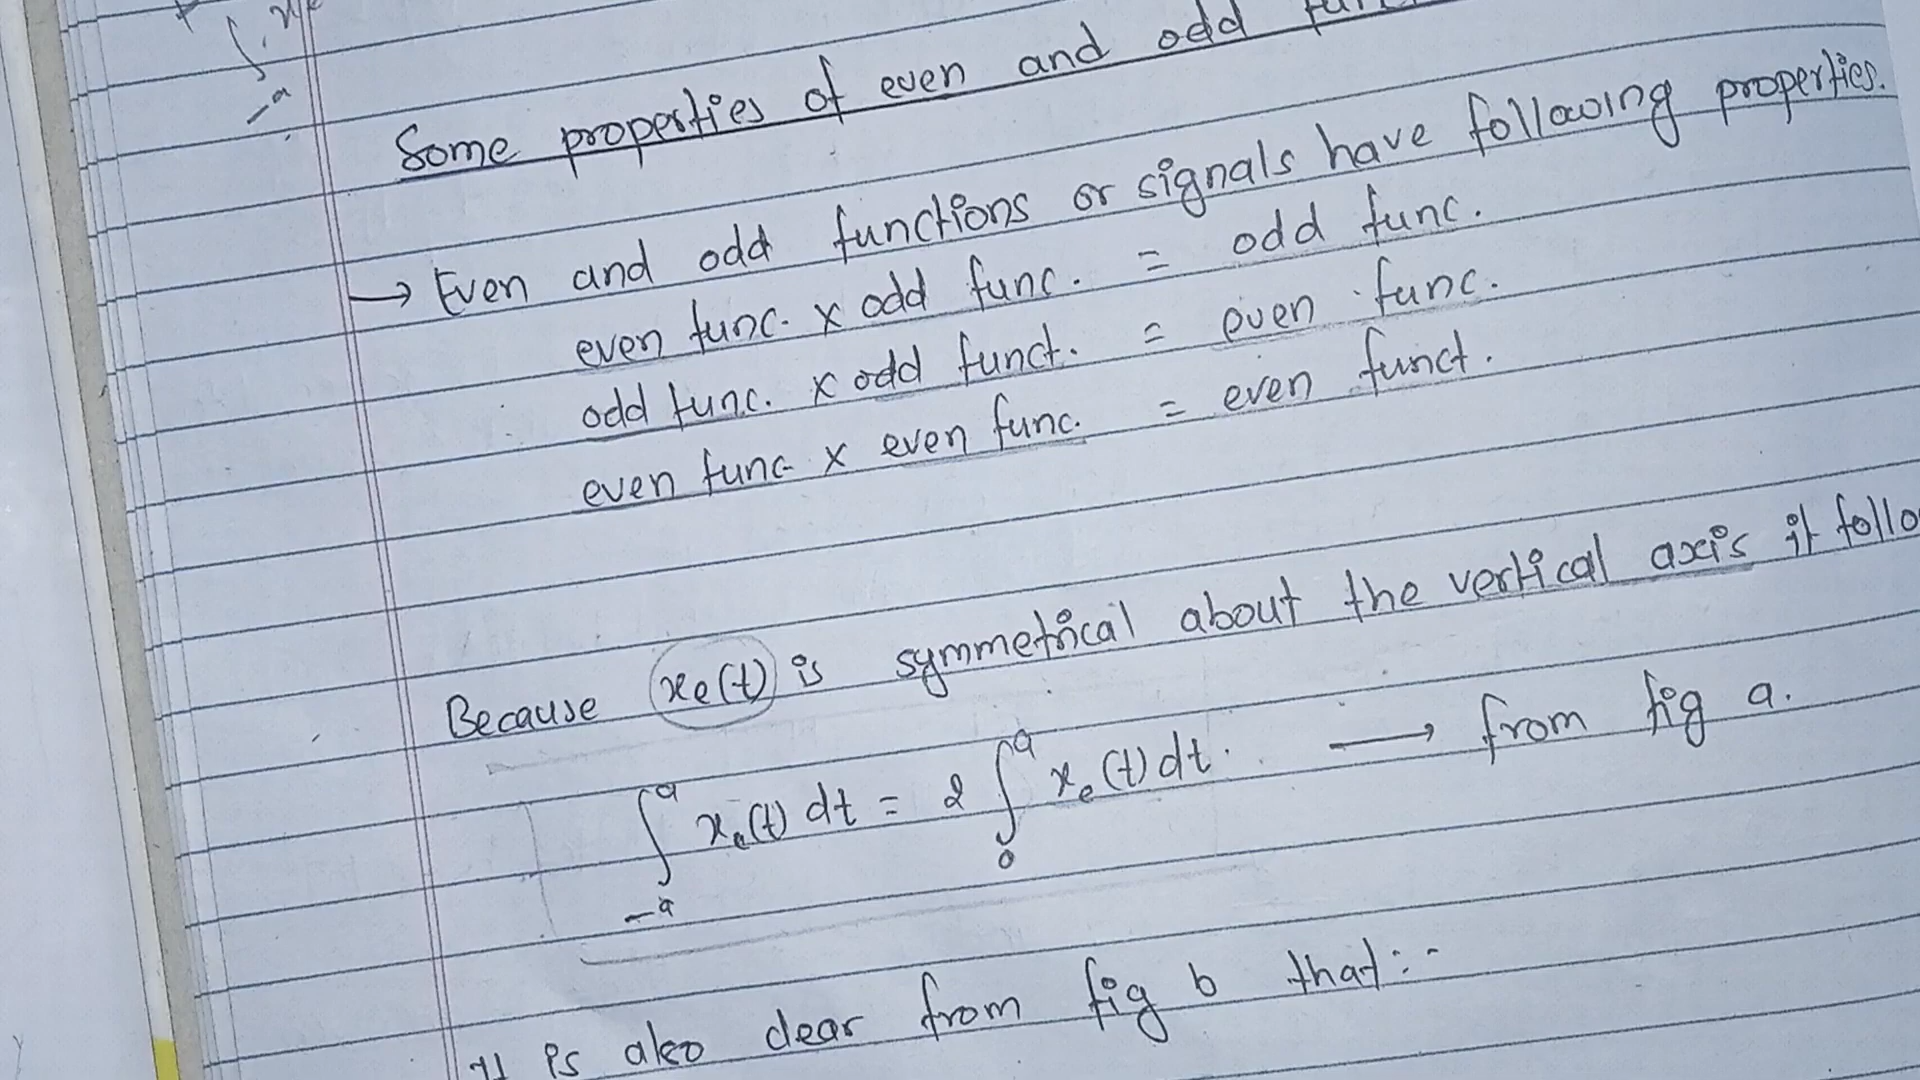 Some properties of even and odd
→ Even and odd functions or signals have following properties.
even func. x odd func. = odd func.
odd func. x odd funct. = even func.
even func x even func. = even funct.
Because xe(t) is symmetrical about the vertical axis it follo
∫_{-a}^{a} xe(t) dt = 2 ∫_{0}^{a} xe(t) dt. → from fig a.
It is also clear from fig b that:-